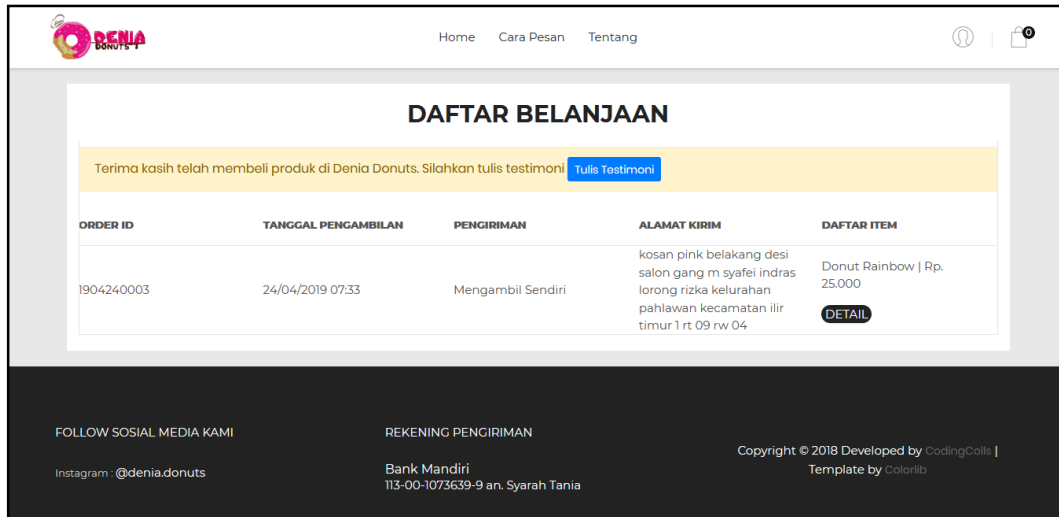 DENIA
DONUTS
Home Cara Pesan Tentang
0
DAFTAR BELANJAAN
Terima kasih telah membeli produk di Denia Donuts. Silahkan tulis testimoni Tulis Testimoni
ORDER ID TANGGAL PENGAMBILAN PENGIRIMAN ALAMAT KIRIM DAFTAR ITEM
1904240003 24/04/2019 07:33 Mengambil Sendiri
kosan pink belakang desi
salon gang m syafei indras
lorong rizka kelurahan
pahlawan kecamatan ilir
timur 1 rt 09 rw 04
Donut Rainbow | Rp.
25.000
DETAIL
FOLLOW SOSIAL MEDIA KAMI
Instagram : @denia.donuts
REKENING PENGIRIMAN
Bank Mandiri
113-00-1073639-9 an. Syarah Tania
Copyright © 2018 Developed by CodingColls |
Template by Colorlib